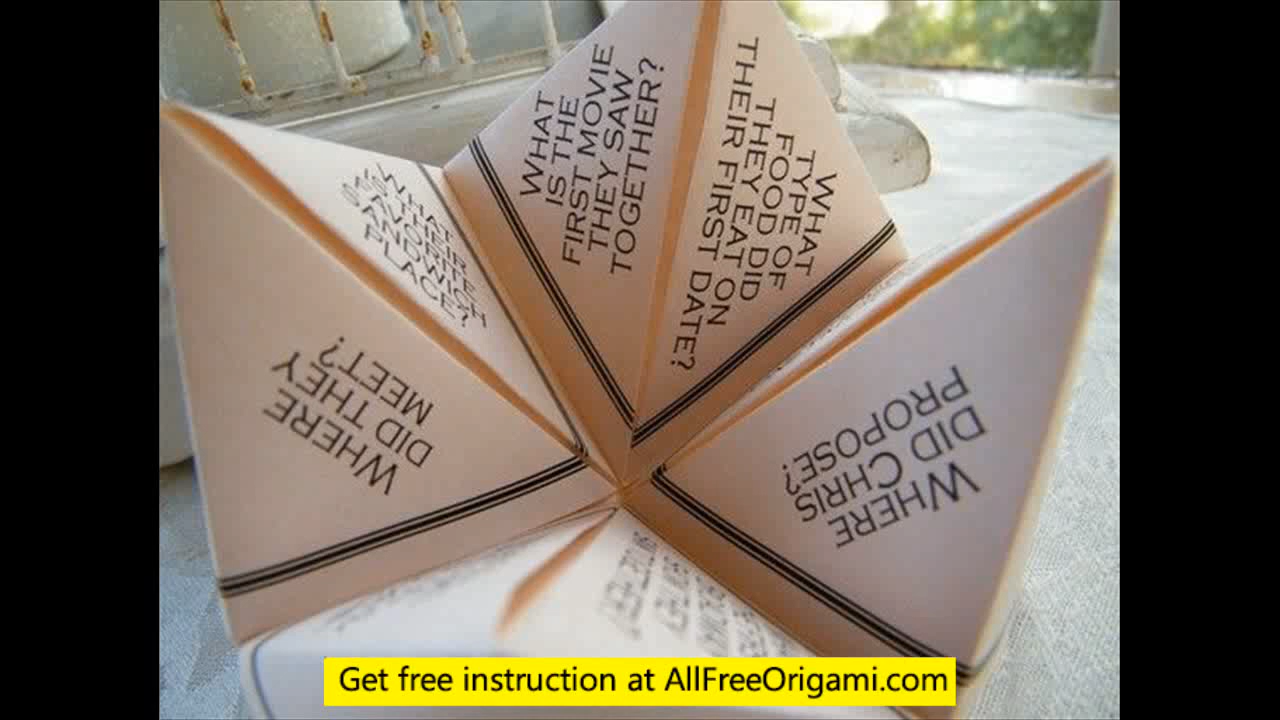 WHAT
IS THE
FIRST MOVIE
THEY SAW
TOGETHER?
WHAT
TYPE OF
FOOD DID
THEY EAT ON
THEIR FIRST DATE?
WHAT
IS THEIR
FAVORITE
SANDWICH
PLACE?
WHERE
DID THEY
MEET?
WHERE
DID CHRIS
PROPOSE?
Get free instruction at AllFreeOrigami.com